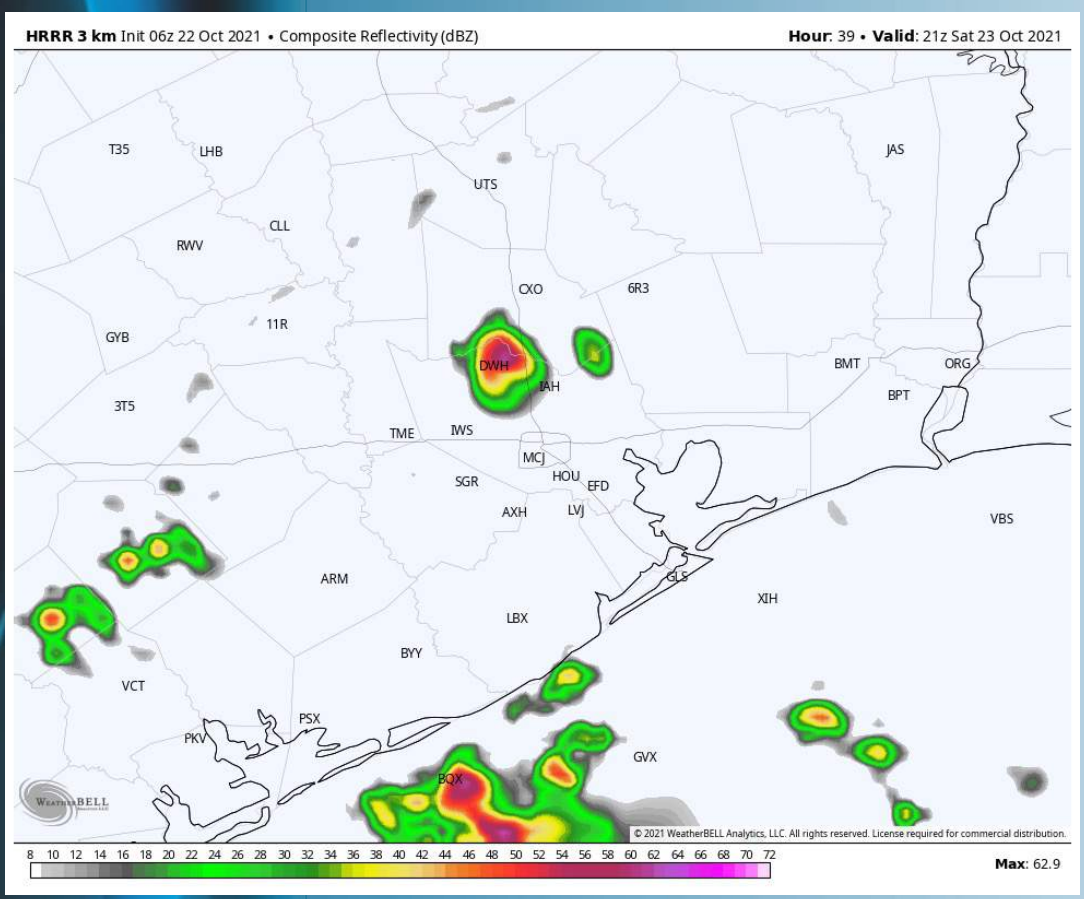 HRRR 3 km Init 06z 22 Oct 2021 • Composite Reflectivity (dBZ) Hour: 39 • Valid: 21z Sat 23 Oct 2021
T35 LHB JAS
UTS
CLL
RWV
CXO 6R3
11R
GYB
DWH BMT ORG
IAH
BPT
3T5
TME IWS
MCJ
SGR HOU EFD
AXH LVJ VBS
ARM GLS
XIH
LBX
BYY
VCT
PSX
PKV
GVX
BQX
WEATHERBELL
© 2021 WeatherBELL Analytics, LLC. All rights reserved. License required for commercial distribution.
8 10 12 14 16 18 20 22 24 26 28 30 32 34 36 38 40 42 44 46 48 50 52 54 56 58 60 62 64 66 68 70 72
Max: 62.9